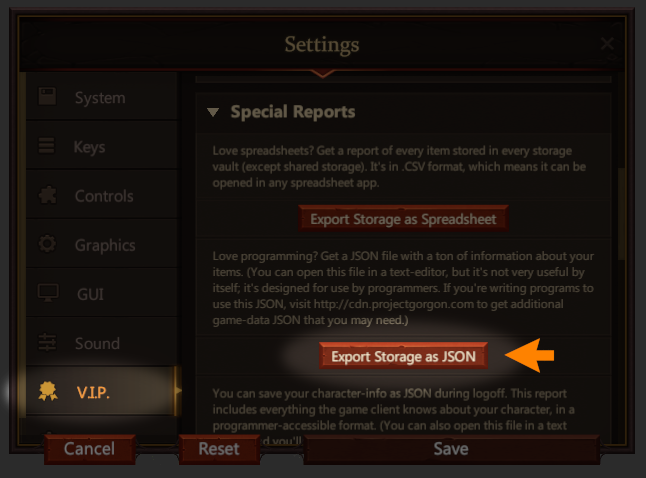 Settings
System
Keys
Controls
Graphics
GUI
Sound
V.I.P.
Special Reports
Love spreadsheets? Get a report of every item stored in every storage
vault (except shared storage). It's in .CSV format, which means it can be
opened in any spreadsheet app.
Export Storage as Spreadsheet
Love programming? Get a JSON file with a ton of information about your
items. (You can open this file in a text-editor, but it's not very useful by
itself; it's designed for use by programmers. If you're writing programs to
use this JSON, visit http://cdn.projectgorgon.com to get additional
game-data JSON that you may need.)
Export Storage as JSON
You can save your character-info as JSON during logoff. This report
includes everything the game client knows about your character, in a
programmer-accessible format. (You can also open this file in a text
you'll
Cancel
Reset
Save